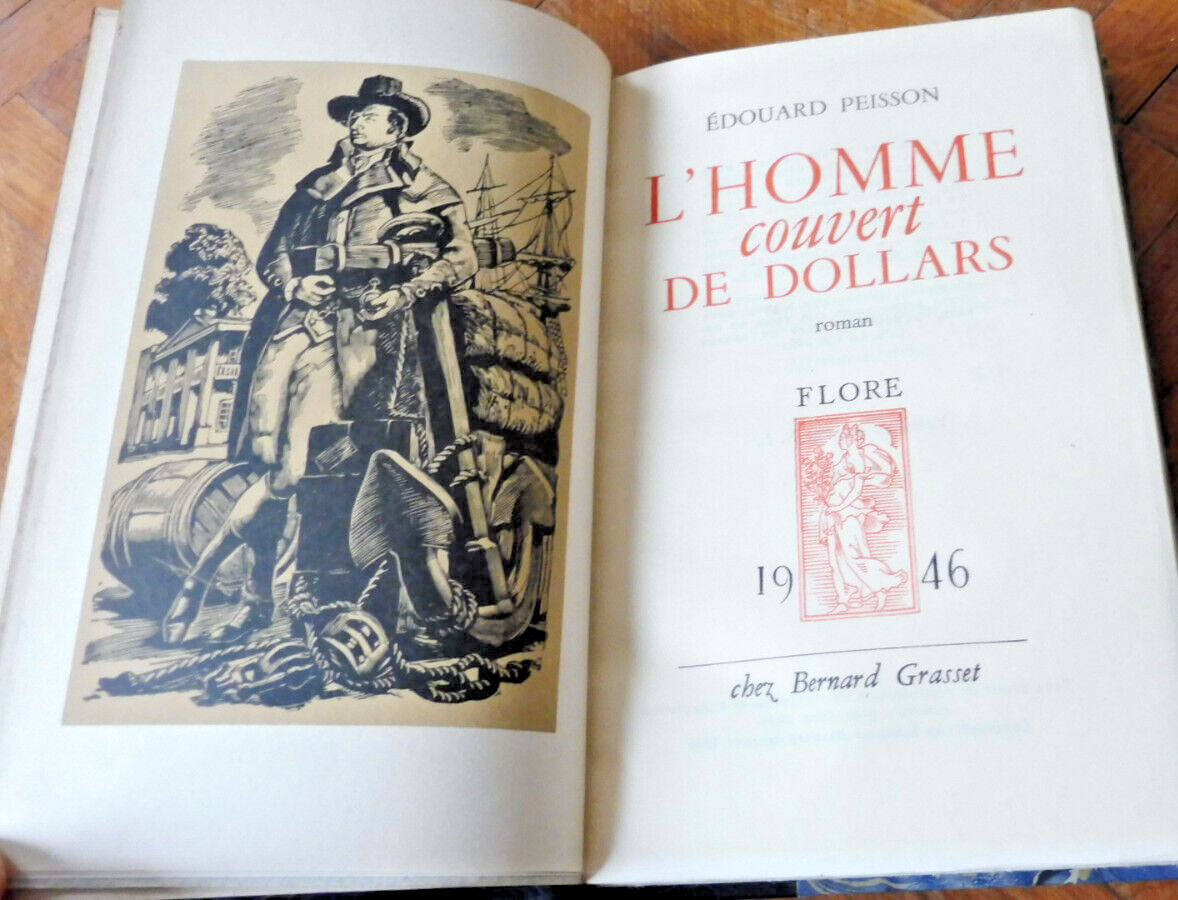 ÉDOUARD PEISSON
L'HOMME
couvert
DE DOLLARS
roman
FLORE
19 46
chez Bernard Grasset